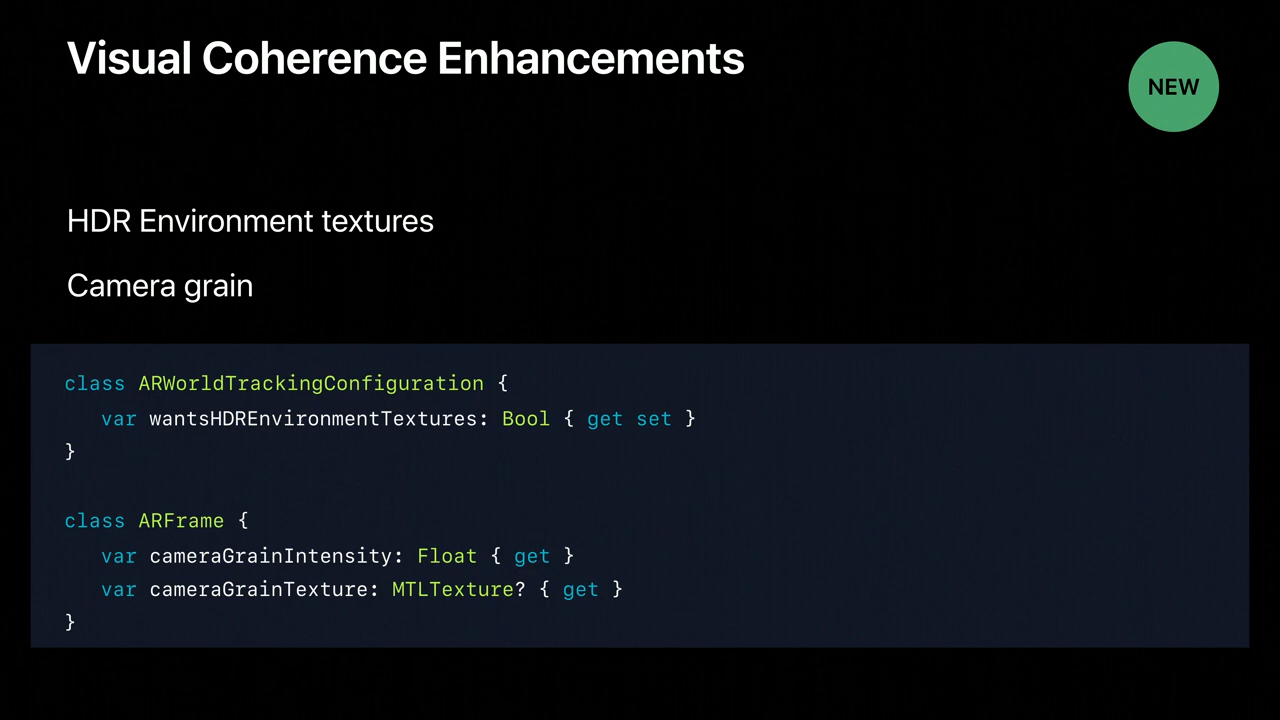 Visual Coherence Enhancements
NEW
HDR Environment textures
Camera grain
class ARWorldTrackingConfiguration {
   var wantsHDREnvironmentTextures: Bool { get set }
}
class ARFrame {
   var cameraGrainIntensity: Float { get }
   var cameraGrainTexture: MTLTexture? { get }
}